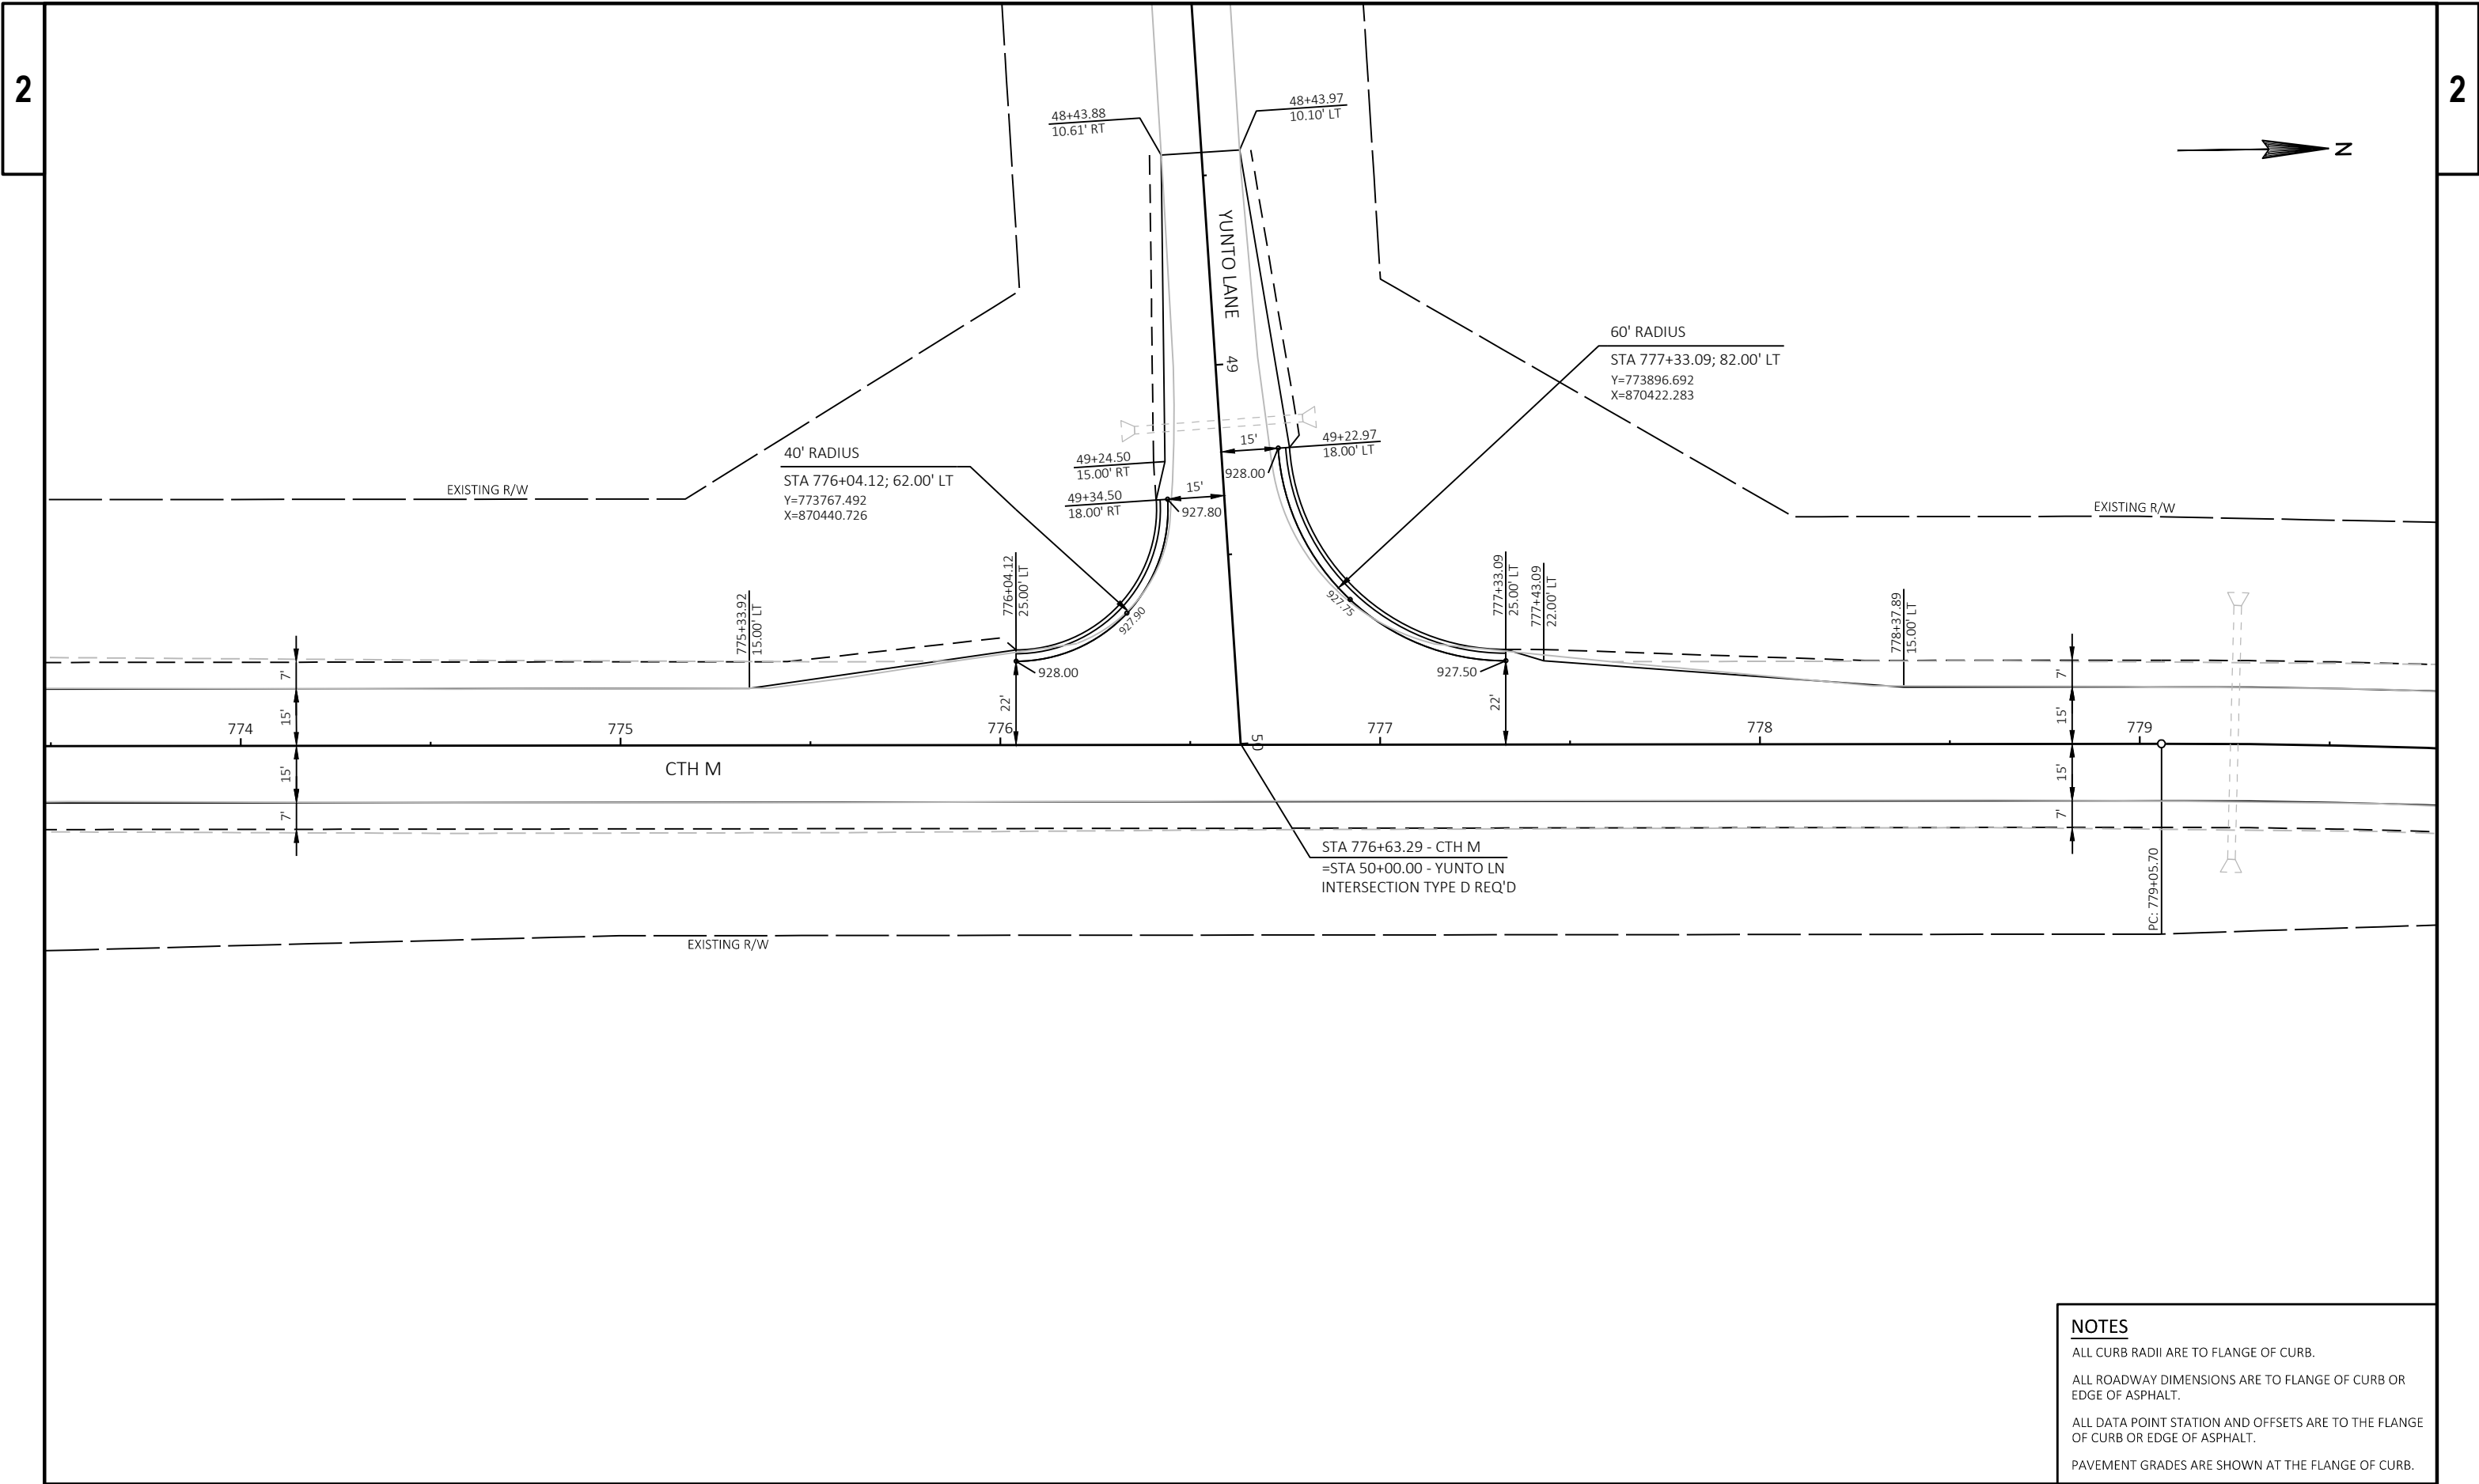 2
2
48+43.88
10.61' RT
48+43.97
10.10' LT
N
YUNTO LANE
49
60' RADIUS
STA 777+33.09; 82.00' LT
Y=773896.692
X=870422.283
40' RADIUS
STA 776+04.12; 62.00' LT
Y=773767.492
X=870440.726
49+24.50
15.00' RT
49+34.50
18.00' RT
15'
49+22.97
18.00' LT
928.00
15'
927.80
EXISTING R/W
EXISTING R/W
775+33.92
15.00' LT
776+04.12
25.00' LT
927.90
927.75
777+33.09
25.00' LT
777+43.09
22.00' LT
778+37.89
15.00' LT
928.00
927.50
7'
22'
22'
7'
15'
15'
774
775
776
777
778
779
50
CTH M
15'
15'
7'
7'
STA 776+63.29 - CTH M
=STA 50+00.00 - YUNTO LN
INTERSECTION TYPE D REQ'D
PC: 779+05.70
EXISTING R/W
NOTES
ALL CURB RADII ARE TO FLANGE OF CURB.
ALL ROADWAY DIMENSIONS ARE TO FLANGE OF CURB OR
EDGE OF ASPHALT.
ALL DATA POINT STATION AND OFFSETS ARE TO THE FLANGE
OF CURB OR EDGE OF ASPHALT.
PAVEMENT GRADES ARE SHOWN AT THE FLANGE OF CURB.